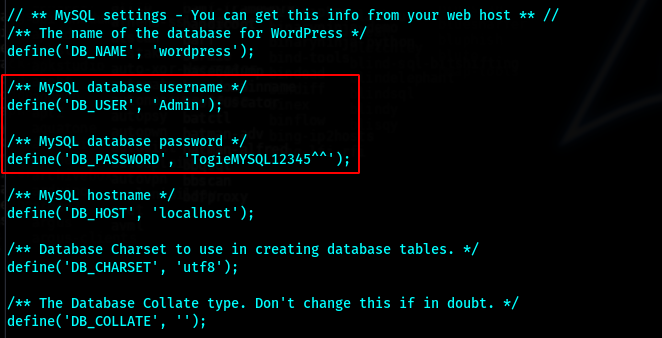 // ** MySQL settings - You can get this info from your web host ** //
/** The name of the database for WordPress */
define('DB_NAME', 'wordpress');
/** MySQL database username */
define('DB_USER', 'Admin');
/** MySQL database password */
define('DB_PASSWORD', 'TogieMYSQL12345^^');
/** MySQL hostname */
define('DB_HOST', 'localhost');
/** Database Charset to use in creating database tables. */
define('DB_CHARSET', 'utf8');
/** The Database Collate type. Don't change this if in doubt. */
define('DB_COLLATE', '');